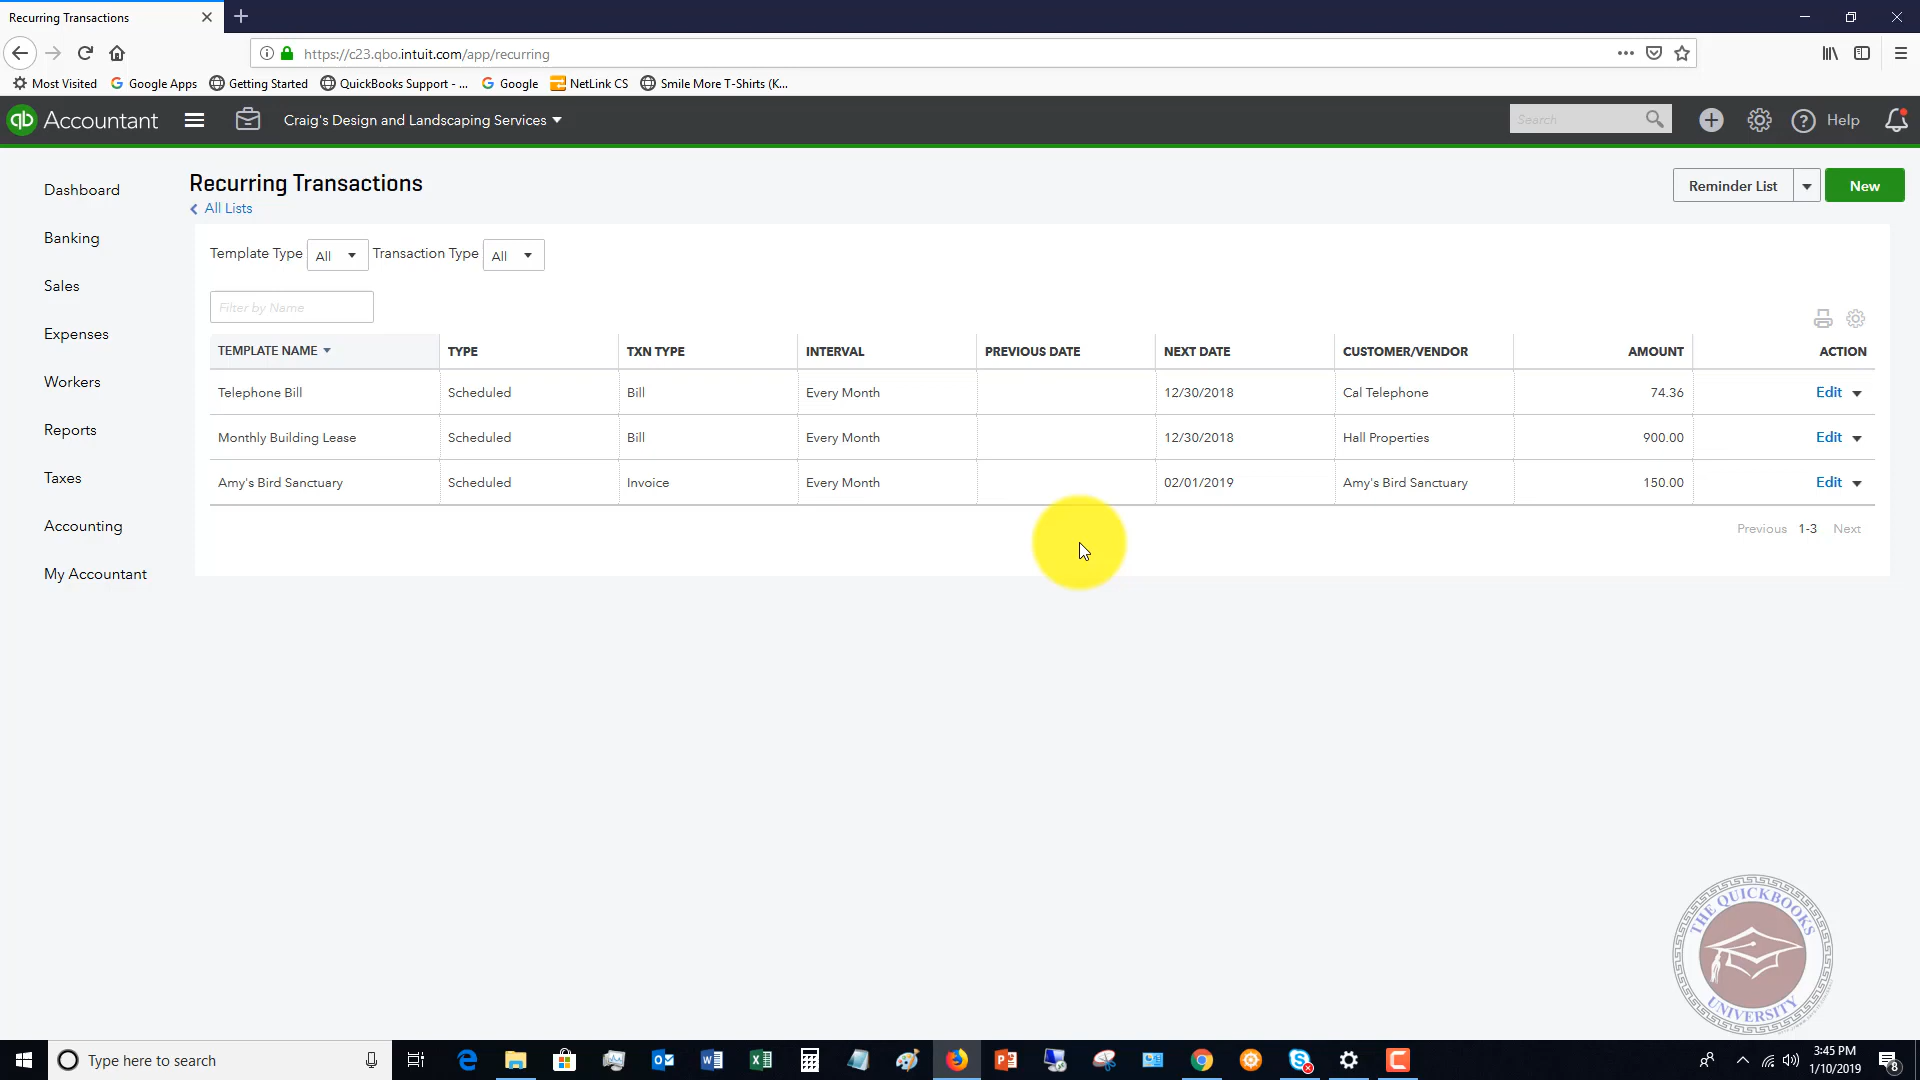 Recurring Transactions
https://c23.qbo.intuit.com/app/recurring
Most Visited Google Apps Getting Started QuickBooks Support - ... Google NetLink CS Smile More T-Shirts (K...
qb Accountant Craig's Design and Landscaping Services Search Help
Dashboard
Banking
Sales
Expenses
Workers
Reports
Taxes
Accounting
My Accountant
Recurring Transactions
All Lists
Reminder List New
Template Type All Transaction Type All
Filter by Name
TEMPLATE NAME TYPE TXN TYPE INTERVAL PREVIOUS DATE NEXT DATE CUSTOMER/VENDOR AMOUNT ACTION
Telephone Bill Scheduled Bill Every Month 12/30/2018 Cal Telephone 74.36 Edit
Monthly Building Lease Scheduled Bill Every Month 12/30/2018 Hall Properties 900.00 Edit
Amy's Bird Sanctuary Scheduled Invoice Every Month 02/01/2019 Amy's Bird Sanctuary 150.00 Edit
Previous 1-3 Next
THE QUICKBOOKS
UNIVERSITY
Type here to search
3:45 PM
1/10/2019
8